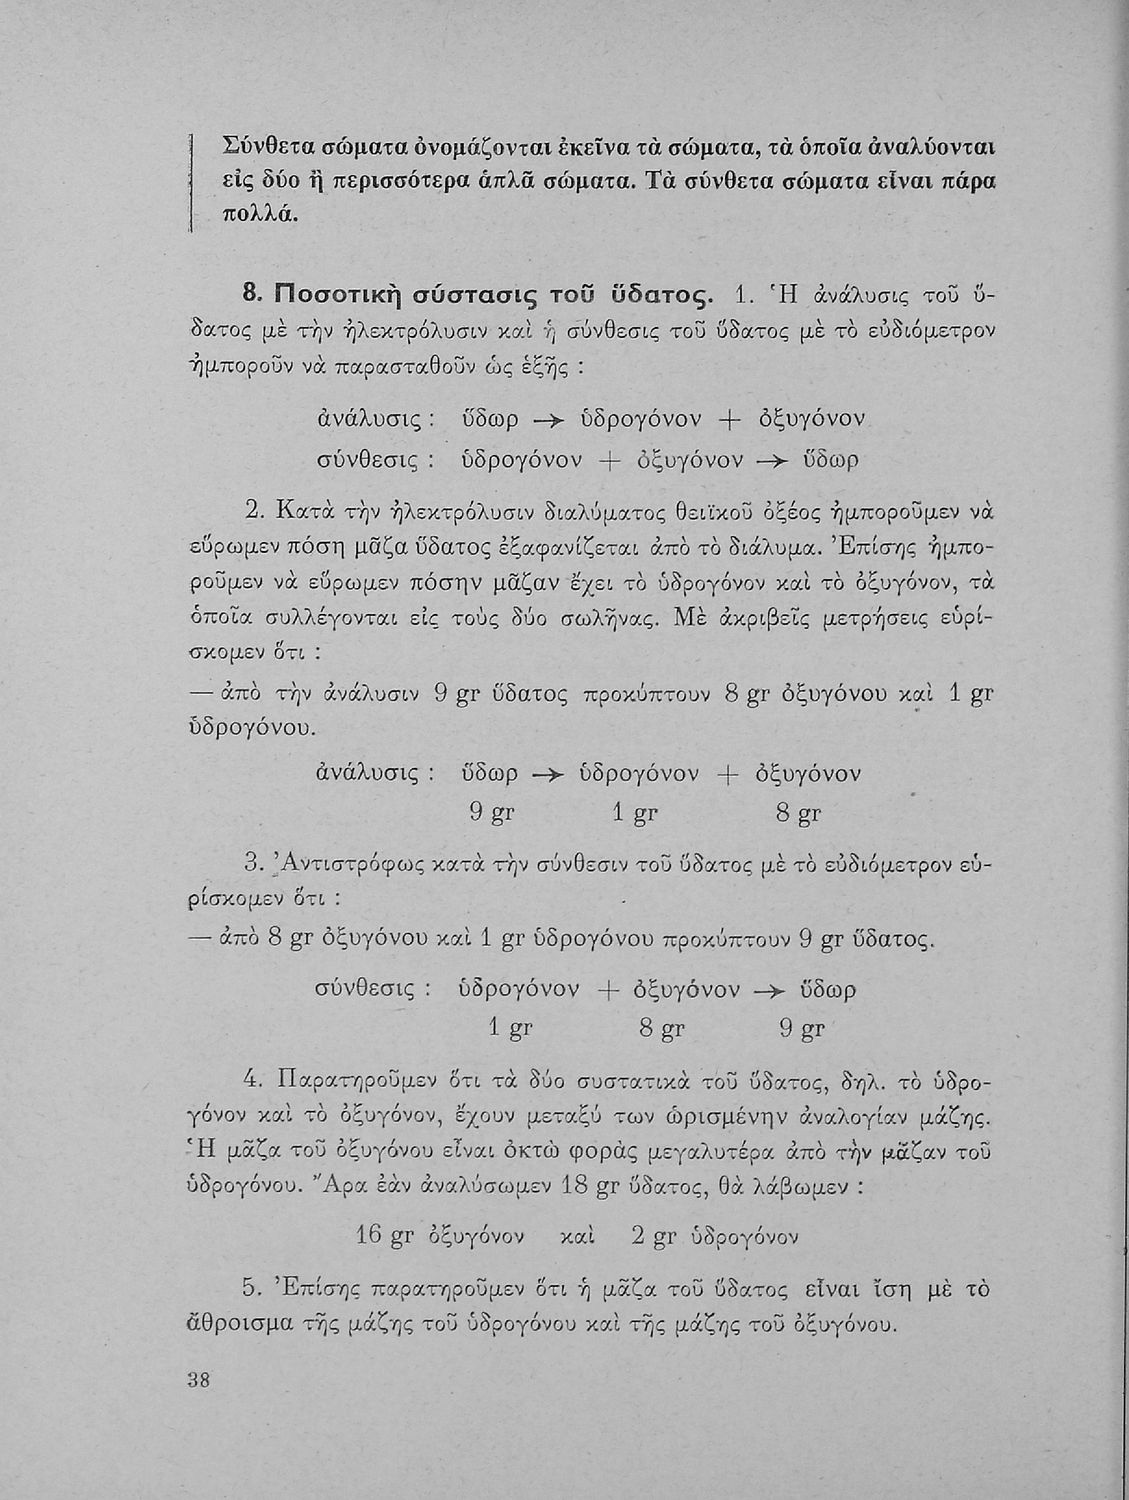 Σύνθετα σώματα ὀνομάζονται ἐκεῖνα τὰ σώματα, τὰ ὁποῖα ἀναλύονται
εἰς δύο ἢ περισσότερα ἁπλᾶ σώματα. Τὰ σύνθετα σώματα εἶναι πάρα
πολλά.
8. Ποσοτικὴ σύστασις τοῦ ὕδατος. 1. Ἡ ἀνάλυσις τοῦ ὕ-
δατος μὲ τὴν ἠλεκτρόλυσιν καὶ ἡ σύνθεσις τοῦ ὕδατος μὲ τὸ εὐδιόμετρον
ἠμποροῦν νὰ παρασταθοῦν ὡς ἑξῆς :
ἀνάλυσις : ὕδωρ → ὑδρογόνον + ὀξυγόνον
σύνθεσις : ὑδρογόνον + ὀξυγόνον → ὕδωρ
2. Κατὰ τὴν ἠλεκτρόλυσιν διαλύματος θειϊκοῦ ὀξέος ἠμποροῦμεν νὰ
εὕρωμεν πόση μᾶζα ὕδατος ἐξαφανίζεται ἀπὸ τὸ διάλυμα. Ἐπίσης ἠμπο-
ροῦμεν νὰ εὕρωμεν πόσην μᾶζαν ἔχει τὸ ὑδρογόνον καὶ τὸ ὀξυγόνον, τὰ
ὁποῖα συλλέγονται εἰς τοὺς δύο σωλῆνας. Μὲ ἀκριβεῖς μετρήσεις εὑρί-
σκομεν ὅτι :
— ἀπὸ τὴν ἀνάλυσιν 9 gr ὕδατος προκύπτουν 8 gr ὀξυγόνου καὶ 1 gr
ὑδρογόνου.
ἀνάλυσις : ὕδωρ → ὑδρογόνον + ὀξυγόνον
9 gr 1 gr 8 gr
3. Ἀντιστρόφως κατὰ τὴν σύνθεσιν τοῦ ὕδατος μὲ τὸ εὐδιόμετρον εὑ-
ρίσκομεν ὅτι :
— ἀπὸ 8 gr ὀξυγόνου καὶ 1 gr ὑδρογόνου προκύπτουν 9 gr ὕδατος.
σύνθεσις : ὑδρογόνον + ὀξυγόνον → ὕδωρ
1 gr 8 gr 9 gr
4. Παρατηροῦμεν ὅτι τὰ δύο συστατικὰ τοῦ ὕδατος, δηλ. τὸ ὑδρο-
γόνον καὶ τὸ ὀξυγόνον, ἔχουν μεταξύ των ὡρισμένην ἀναλογίαν μάζης.
Ἡ μᾶζα τοῦ ὀξυγόνου εἶναι ὀκτὼ φορὰς μεγαλυτέρα ἀπὸ τὴν μᾶζαν τοῦ
ὑδρογόνου. Ἄρα ἐὰν ἀναλύσωμεν 18 gr ὕδατος, θὰ λάβωμεν :
16 gr ὀξυγόνον καὶ 2 gr ὑδρογόνον
5. Ἐπίσης παρατηροῦμεν ὅτι ἡ μᾶζα τοῦ ὕδατος εἶναι ἴση μὲ τὸ
ἄθροισμα τῆς μάζης τοῦ ὑδρογόνου καὶ τῆς μάζης τοῦ ὀξυγόνου.
38